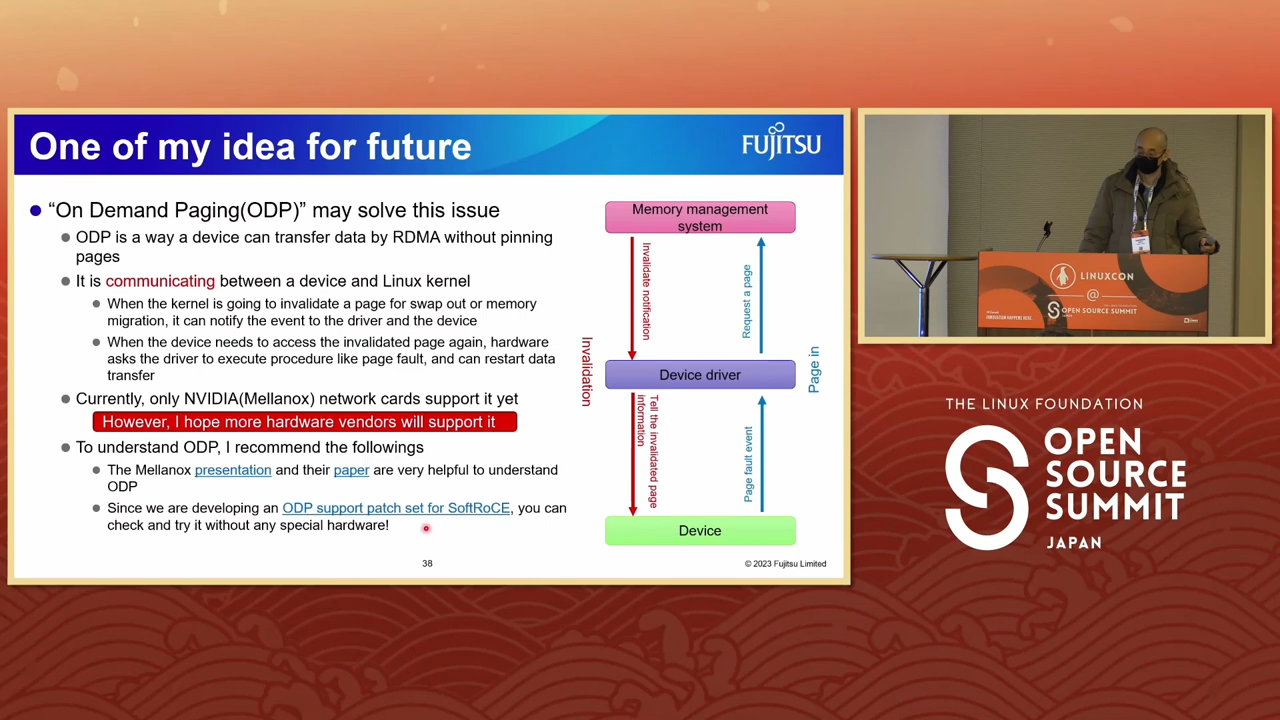 One of my idea for future
FUJITSU
“On Demand Paging(ODP)” may solve this issue
ODP is a way a device can transfer data by RDMA without pinning
pages
It is communicating between a device and Linux kernel
When the kernel is going to invalidate a page for swap out or memory
migration, it can notify the event to the driver and the device
When the device needs to access the invalidated page again, hardware
asks the driver to execute procedure like page fault, and can restart data
transfer
Currently, only NVIDIA(Mellanox) network cards support it yet
However, I hope more hardware vendors will support it
To understand ODP, I recommend the followings
The Mellanox presentation and their paper are very helpful to understand
ODP
Since we are developing an ODP support patch set for SoftRoCE, you can
check and try it without any special hardware!
Memory management
system
Invalidate notification
Request a page
Invalidation
Device driver
Page in
Tell the invalidated page
information
Page fault event
Device
38
© 2023 Fujitsu Limited
LINUXCON
@
OPEN SOURCE SUMMIT
THE LINUX FOUNDATION
OPEN
SOURCE
SUMMIT
JAPAN